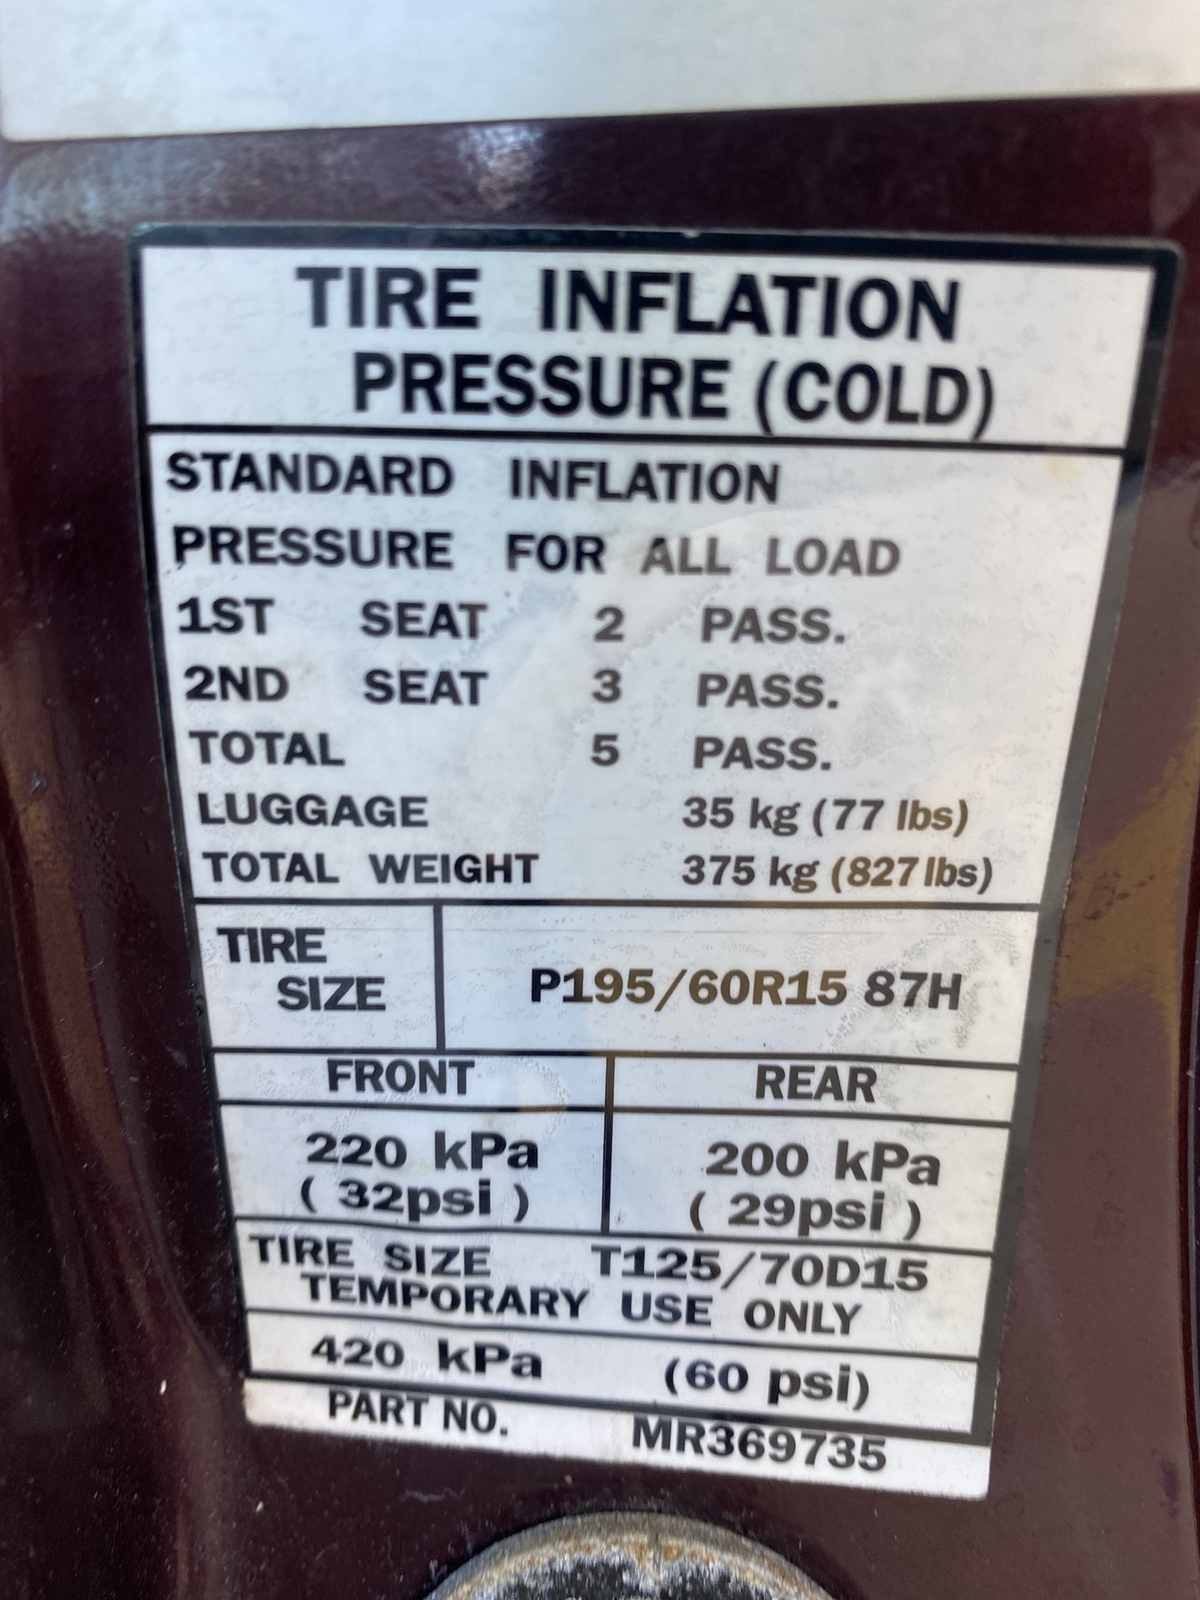 TIRE INFLATION
PRESSURE (COLD)
STANDARD INFLATION
PRESSURE FOR ALL LOAD
1ST SEAT 2 PASS.
2ND SEAT 3 PASS.
TOTAL 5 PASS.
LUGGAGE 35 kg (77 lbs)
TOTAL WEIGHT 375 kg (827 lbs)
TIRE
SIZE P195/60R15 87H
FRONT REAR
220 kPa 200 kPa
( 32psi ) ( 29psi )
TIRE SIZE T125/70D15
TEMPORARY USE ONLY
420 kPa (60 psi)
PART NO. MR369735